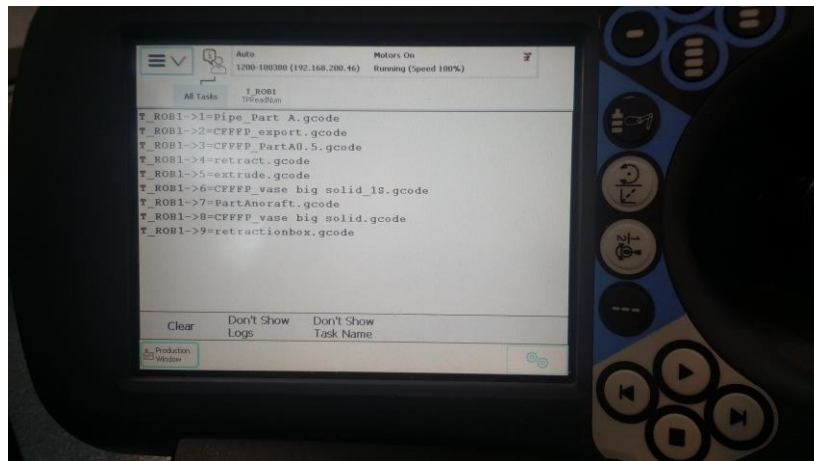 Auto
1200-100380 (192.168.200.46)
Motors On
Running (Speed 100%)
All Tasks
T_ROB1
TPReadNum
T_ROB1->1=Pipe_Part A.gcode
T_ROB1->2=CFFFP_export.gcode
T_ROB1->3=CFFFP_PartA0.5.gcode
T_ROB1->4=retract.gcode
T_ROB1->5=extrude.gcode
T_ROB1->6=CFFFP_vase big solid_1S.gcode
T_ROB1->7=PartAnoraft.gcode
T_ROB1->8=CFFFP_vase big solid.gcode
T_ROB1->9=retractionbox.gcode
Clear
Don't Show
Logs
Don't Show
Task Name
Production
Window
1
2